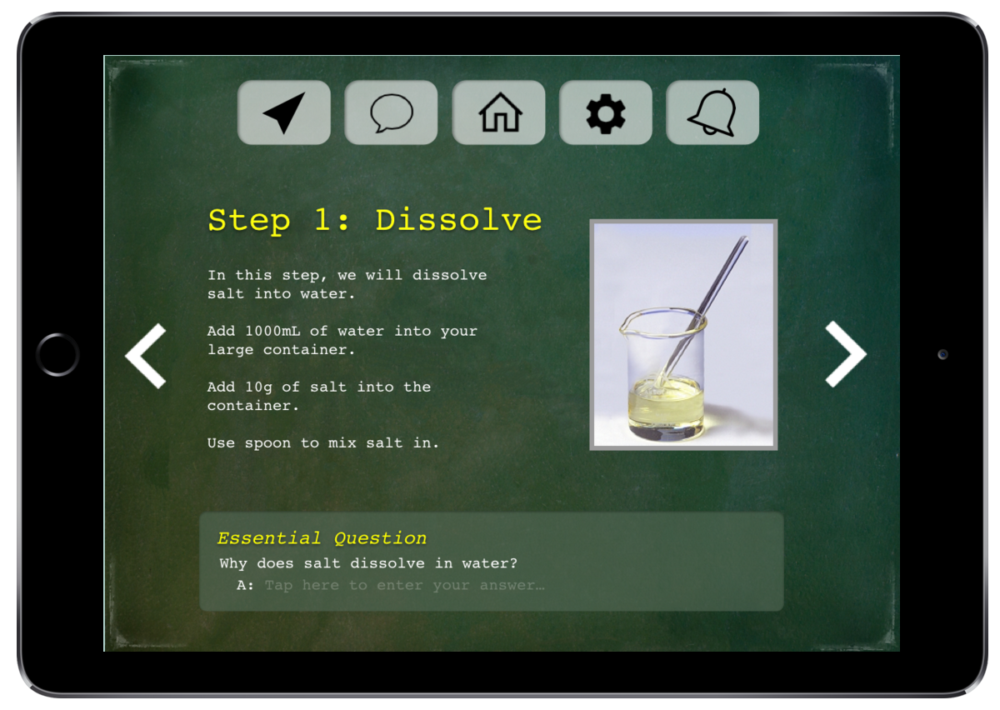 Step 1: Dissolve
In this step, we will dissolve
salt into water.
Add 1000mL of water into your
large container.
Add 10g of salt into the
container.
Use spoon to mix salt in.
Essential Question
Why does salt dissolve in water?
A: Tap here to enter your answer…